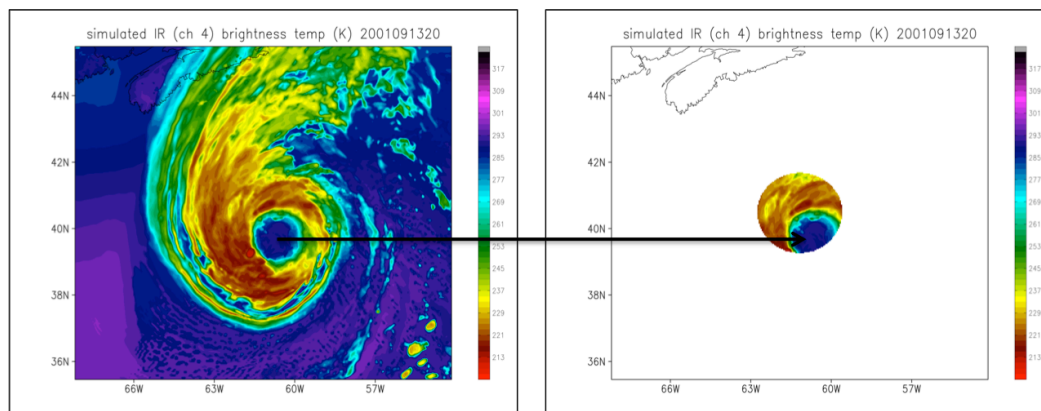 simulated IR (ch 4) brightness temp (K) 2001091320
44N
42N
40N
38N
36N
66W
63W
60W
57W
317
309
301
293
285
277
269
261
253
245
237
229
221
213
simulated IR (ch 4) brightness temp (K) 2001091320
44N
42N
40N
38N
36N
66W
63W
60W
57W
317
309
301
293
285
277
269
261
253
245
237
229
221
213